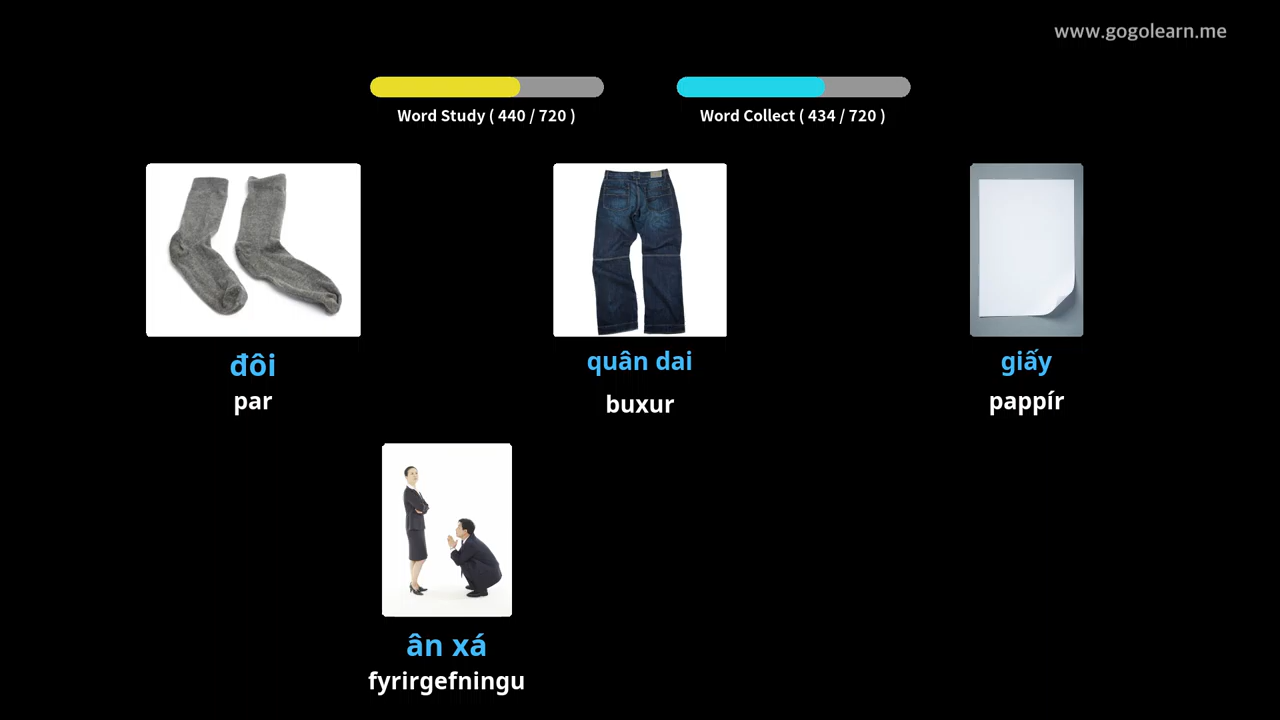 www.gogolearn.me
Word Study ( 440 / 720 )
Word Collect ( 434 / 720 )
đôi
par
quân dai
buxur
giấy
pappír
ân xá
fyrirgefningu